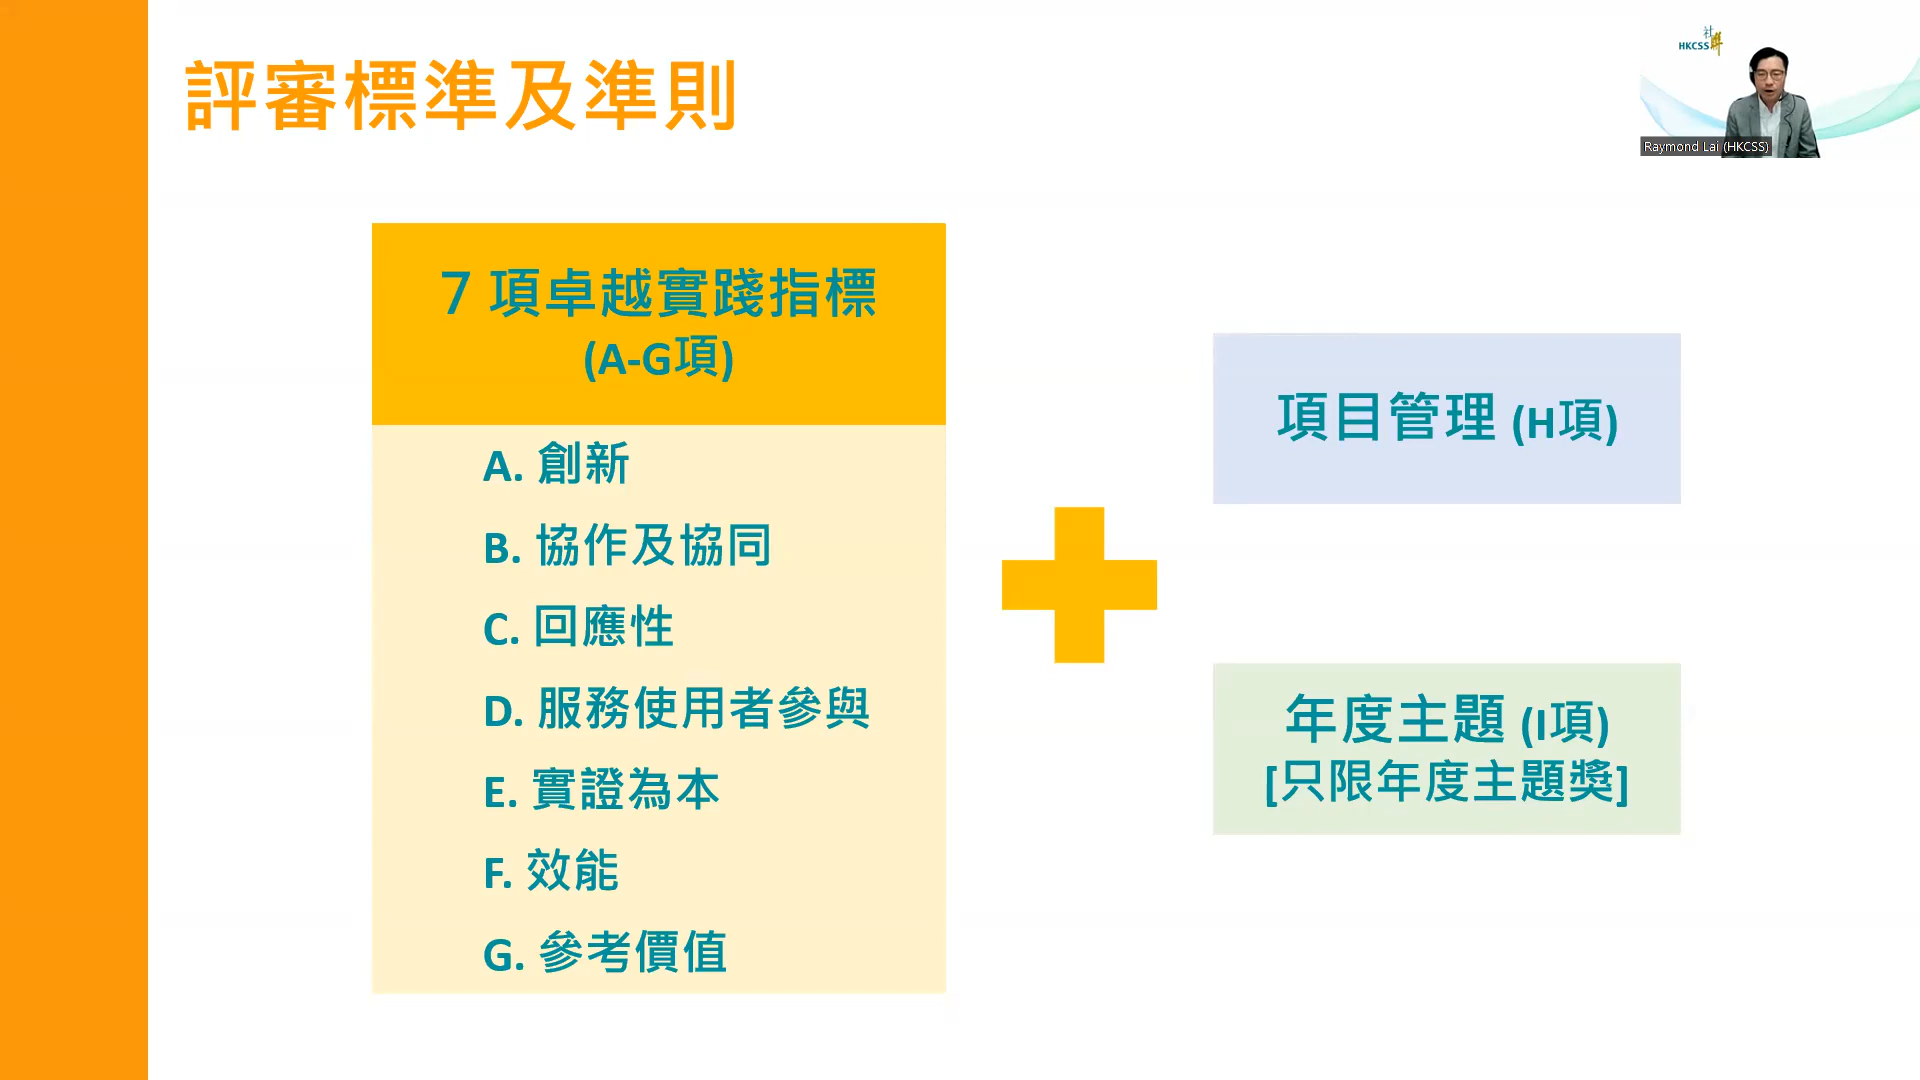 評審標準及準則
社聯
HKCSS
Raymond Lai (HKCSS)
7 項卓越實踐指標
(A-G項)
A. 創新
B. 協作及協同
C. 回應性
D. 服務使用者參與
E. 實證為本
F. 效能
G. 參考價值
項目管理 (H項)
年度主題 (I項)
[只限年度主題獎]